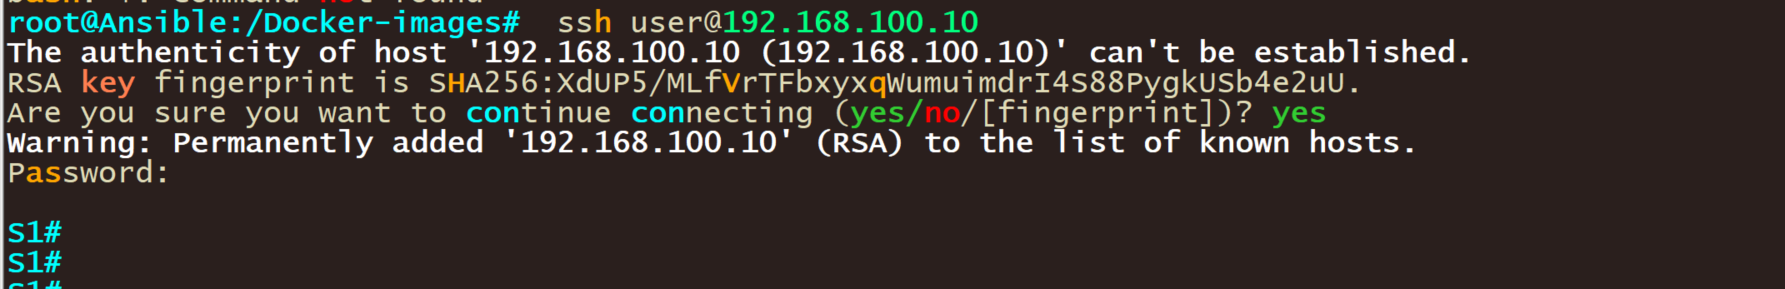 root@Ansible:/Docker-images#  ssh user@192.168.100.10
The authenticity of host '192.168.100.10 (192.168.100.10)' can't be established.
RSA key fingerprint is SHA256:XdUP5/MLfVrTFbxyxqWumuimdrI4S88PygkUSb4e2uU.
Are you sure you want to continue connecting (yes/no/[fingerprint])? yes
Warning: Permanently added '192.168.100.10' (RSA) to the list of known hosts.
Password:
S1#
S1#
S1#